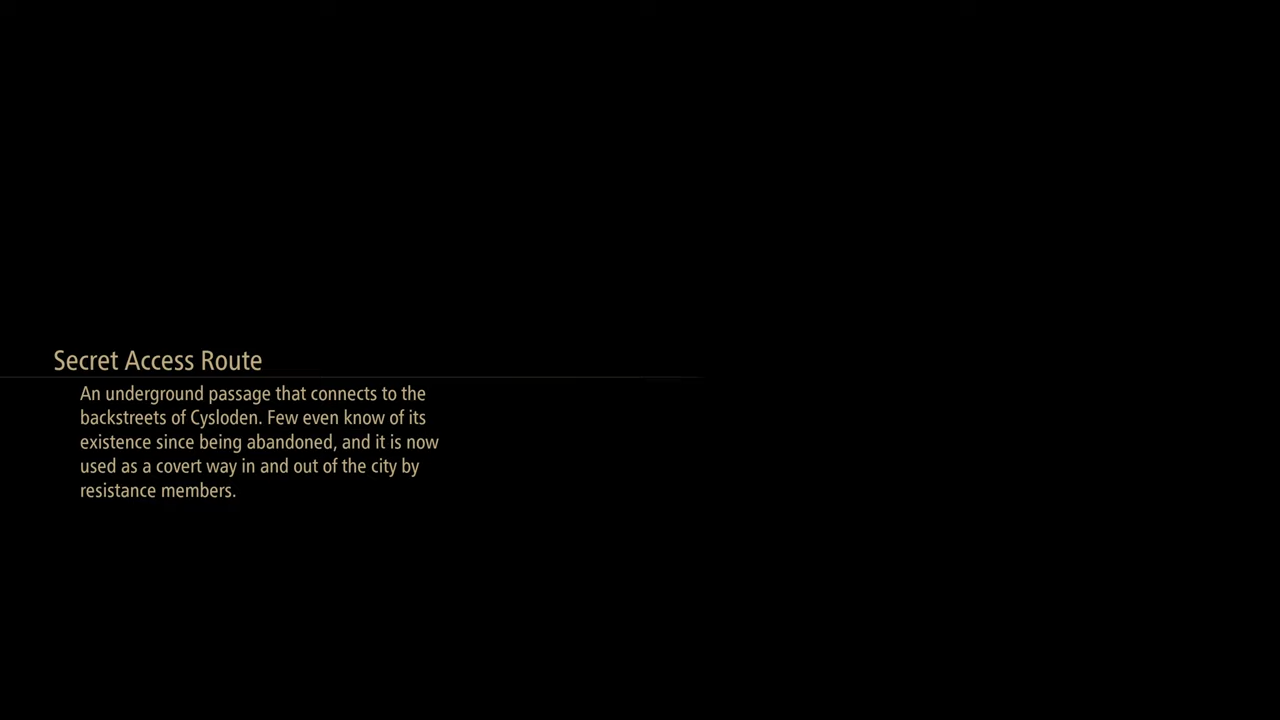 Secret Access Route
An underground passage that connects to the
backstreets of Cysloden. Few even know of its
existence since being abandoned, and it is now
used as a covert way in and out of the city by
resistance members.